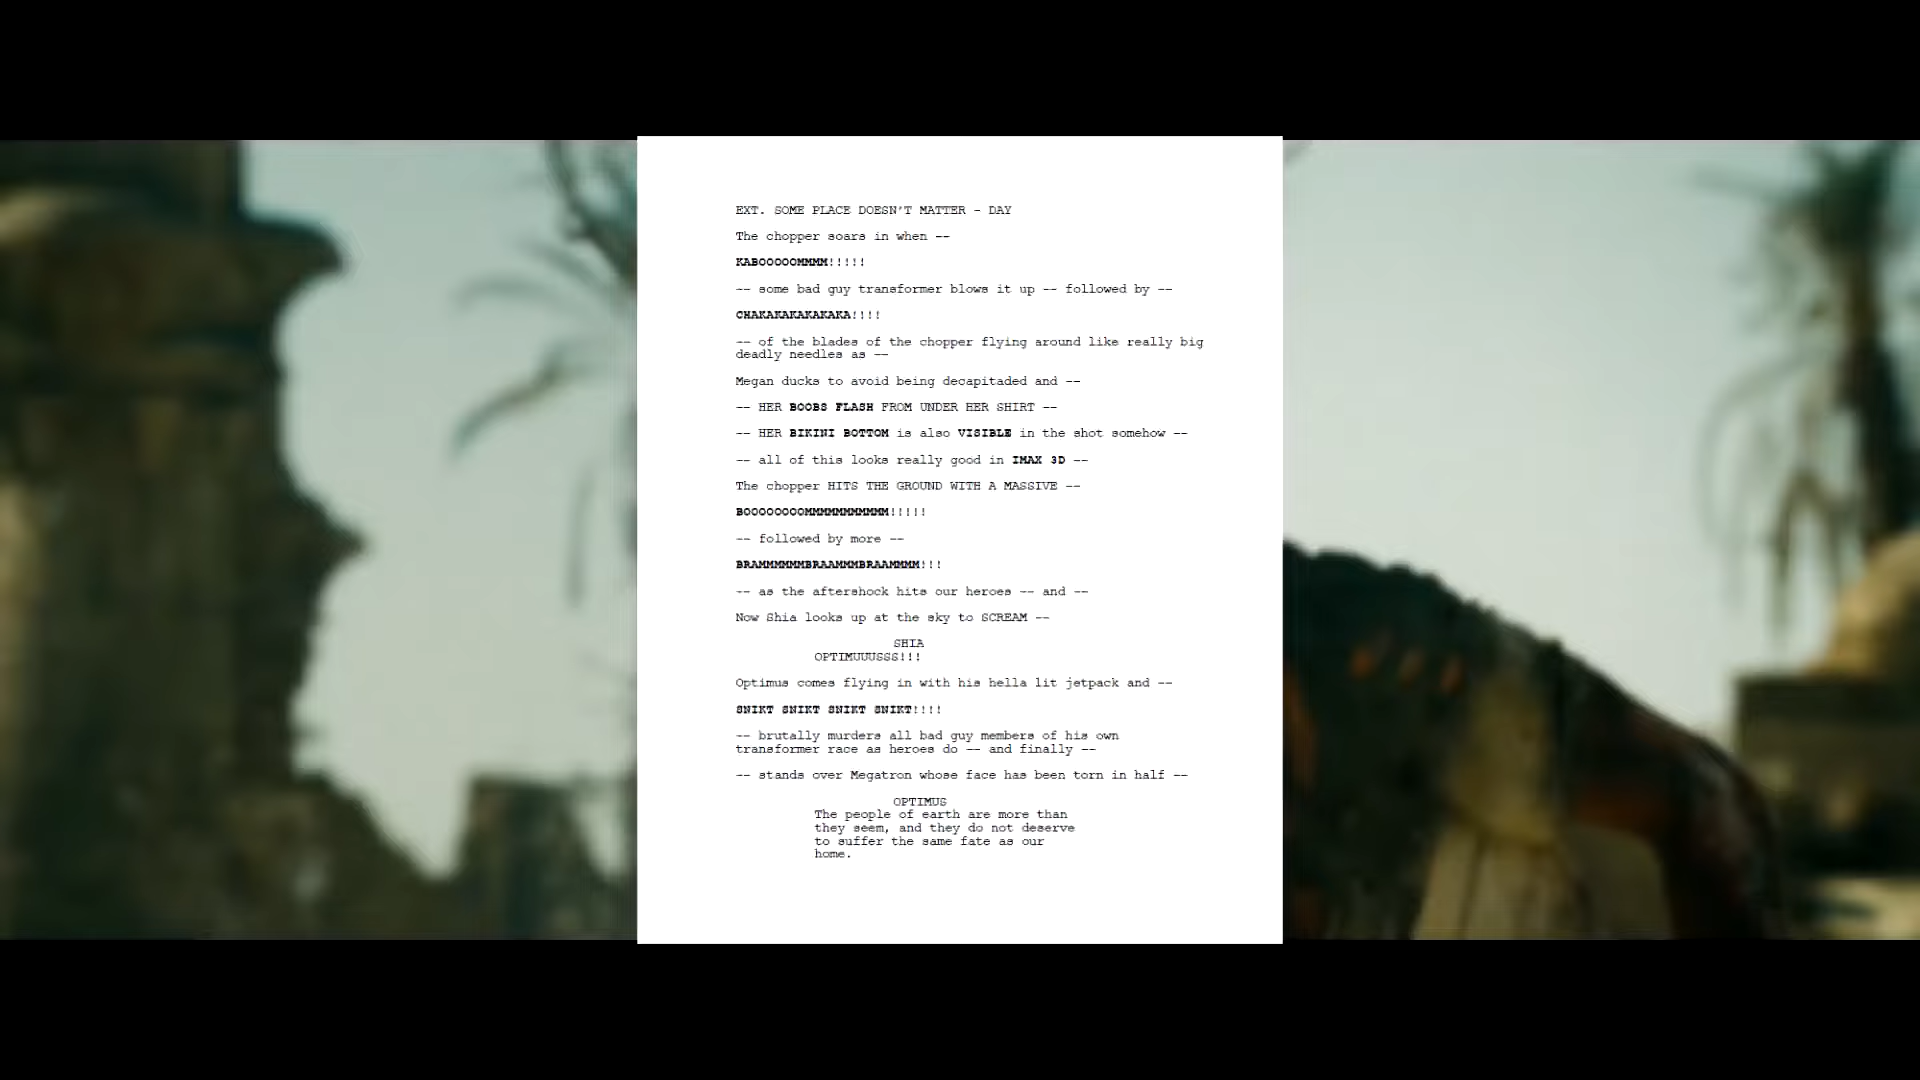 EXT. SOME PLACE DOESN'T MATTER - DAY
The chopper soars in when --
KABOOOOOMMMM!!!!!
-- some bad guy transformer blows it up -- followed by --
CHAKAKAKAKAKAKA!!!!
-- of the blades of the chopper flying around like really big
deadly needles as --
Megan ducks to avoid being decapitaded and --
-- HER BOOBS FLASH FROM UNDER HER SHIRT --
-- HER BIKINI BOTTOM is also VISIBLE in the shot somehow --
-- all of this looks really good in IMAX 3D --
The chopper HITS THE GROUND WITH A MASSIVE --
BOOOOOOOOMMMMMMMMMMM!!!!!
-- followed by more --
BRAMMMMMMBRAAMMMBRAAMMMM!!!
-- as the aftershock hits our heroes -- and --
Now Shia looks up at the sky to SCREAM --
SHIA
OPTIMUUUSSS!!!
Optimus comes flying in with his hella lit jetpack and --
SNIKT SNIKT SNIKT SNIKT!!!!
-- brutally murders all bad guy members of his own
transformer race as heroes do -- and finally --
-- stands over Megatron whose face has been torn in half --
OPTIMUS
The people of earth are more than
they seem, and they do not deserve
to suffer the same fate as our
home.